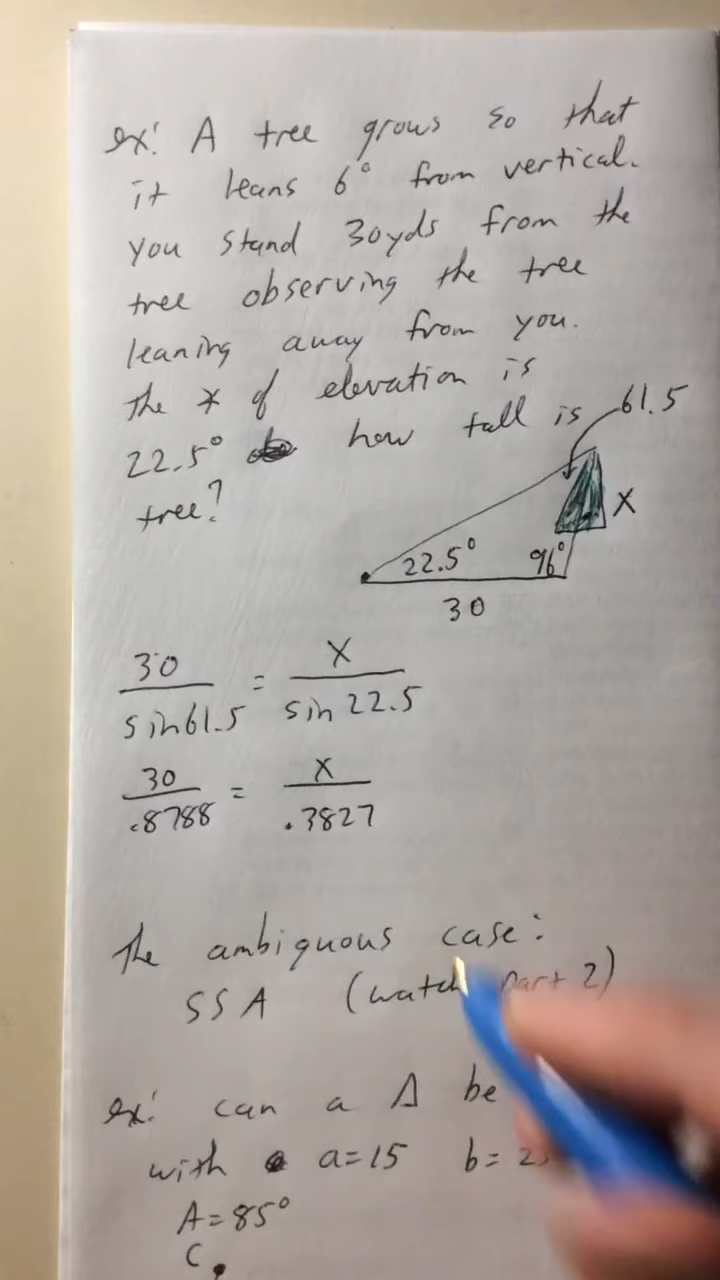 ex: A tree grows so that
it leans 6° from vertical.
you stand 30yds from the
tree observing the tree
leaning away from you.
the ∡ of elevation is
22.5° how tall is
tree?
61.5
X
22.5° 96°
30
30/sin61.5 = X/sin 22.5
30/.8788 = X/.3827
The ambiguous case:
SSA (watch part 2)
ex: can a Δ be
with a=15 b=
A=85°
C